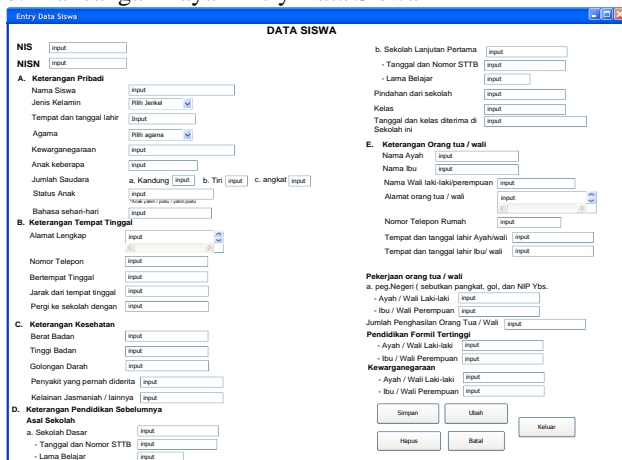 Entry Data Siswa
DATA SISWA
NIS input
NISN input
A. Keterangan Pribadi
Nama Siswa input
Jenis Kelamin Pilih Jenkel
Tempat dan tanggal lahir Input
Agama Pilih agama
Kewarganegaraan input
Anak keberapa input
Jumlah Saudara a. Kandung input b. Tiri input c. angkat input
Status Anak input
*Anak yatim / piatu / yatim piatu
Bahasa sehari-hari input
B. Keterangan Tempat Tinggal
Alamat Lengkap input
Nomor Telepon input
Bertempat Tinggal input
Jarak dari tempat tinggal input
Pergi ke sekolah dengan input
C. Keterangan Kesehatan
Berat Badan input
Tinggi Badan input
Golongan Darah input
Penyakit yang pernah diderita input
Kelainan Jasmaniah / lainnya input
D. Keterangan Pendidikan Sebelumnya
Asal Sekolah
a. Sekolah Dasar input
- Tanggal dan Nomor STTB input
- Lama Belajar input
b. Sekolah Lanjutan Pertama input
- Tanggal dan Nomor STTB input
- Lama Belajar input
Pindahan dari sekolah input
Kelas input
Tanggal dan kelas diterima di input
Sekolah ini
E. Keterangan Orang tua / wali
Nama Ayah input
Nama Ibu input
Nama Wali laki-laki/perempuan input
Alamat orang tua / wali input
Nomor Telepon Rumah input
Tempat dan tanggal lahir Ayah/wali input
Tempat dan tanggal lahir Ibu/ wali input
Pekerjaan orang tua / wali
a. peg.Negeri ( sebutkan pangkat, gol, dan NIP Ybs.
- Ayah / Wali Laki-laki input
- Ibu / Wali Perempuan input
Jumlah Penghasilan Orang Tua / Wali input
Pendidikan Formil Tertinggi
- Ayah / Wali Laki-laki input
- Ibu / Wali Perempuan input
Kewarganegaraan
- Ayah / Wali Laki-laki input
- Ibu / Wali Perempuan input
Simpan Ubah
Keluar
Hapus Batal